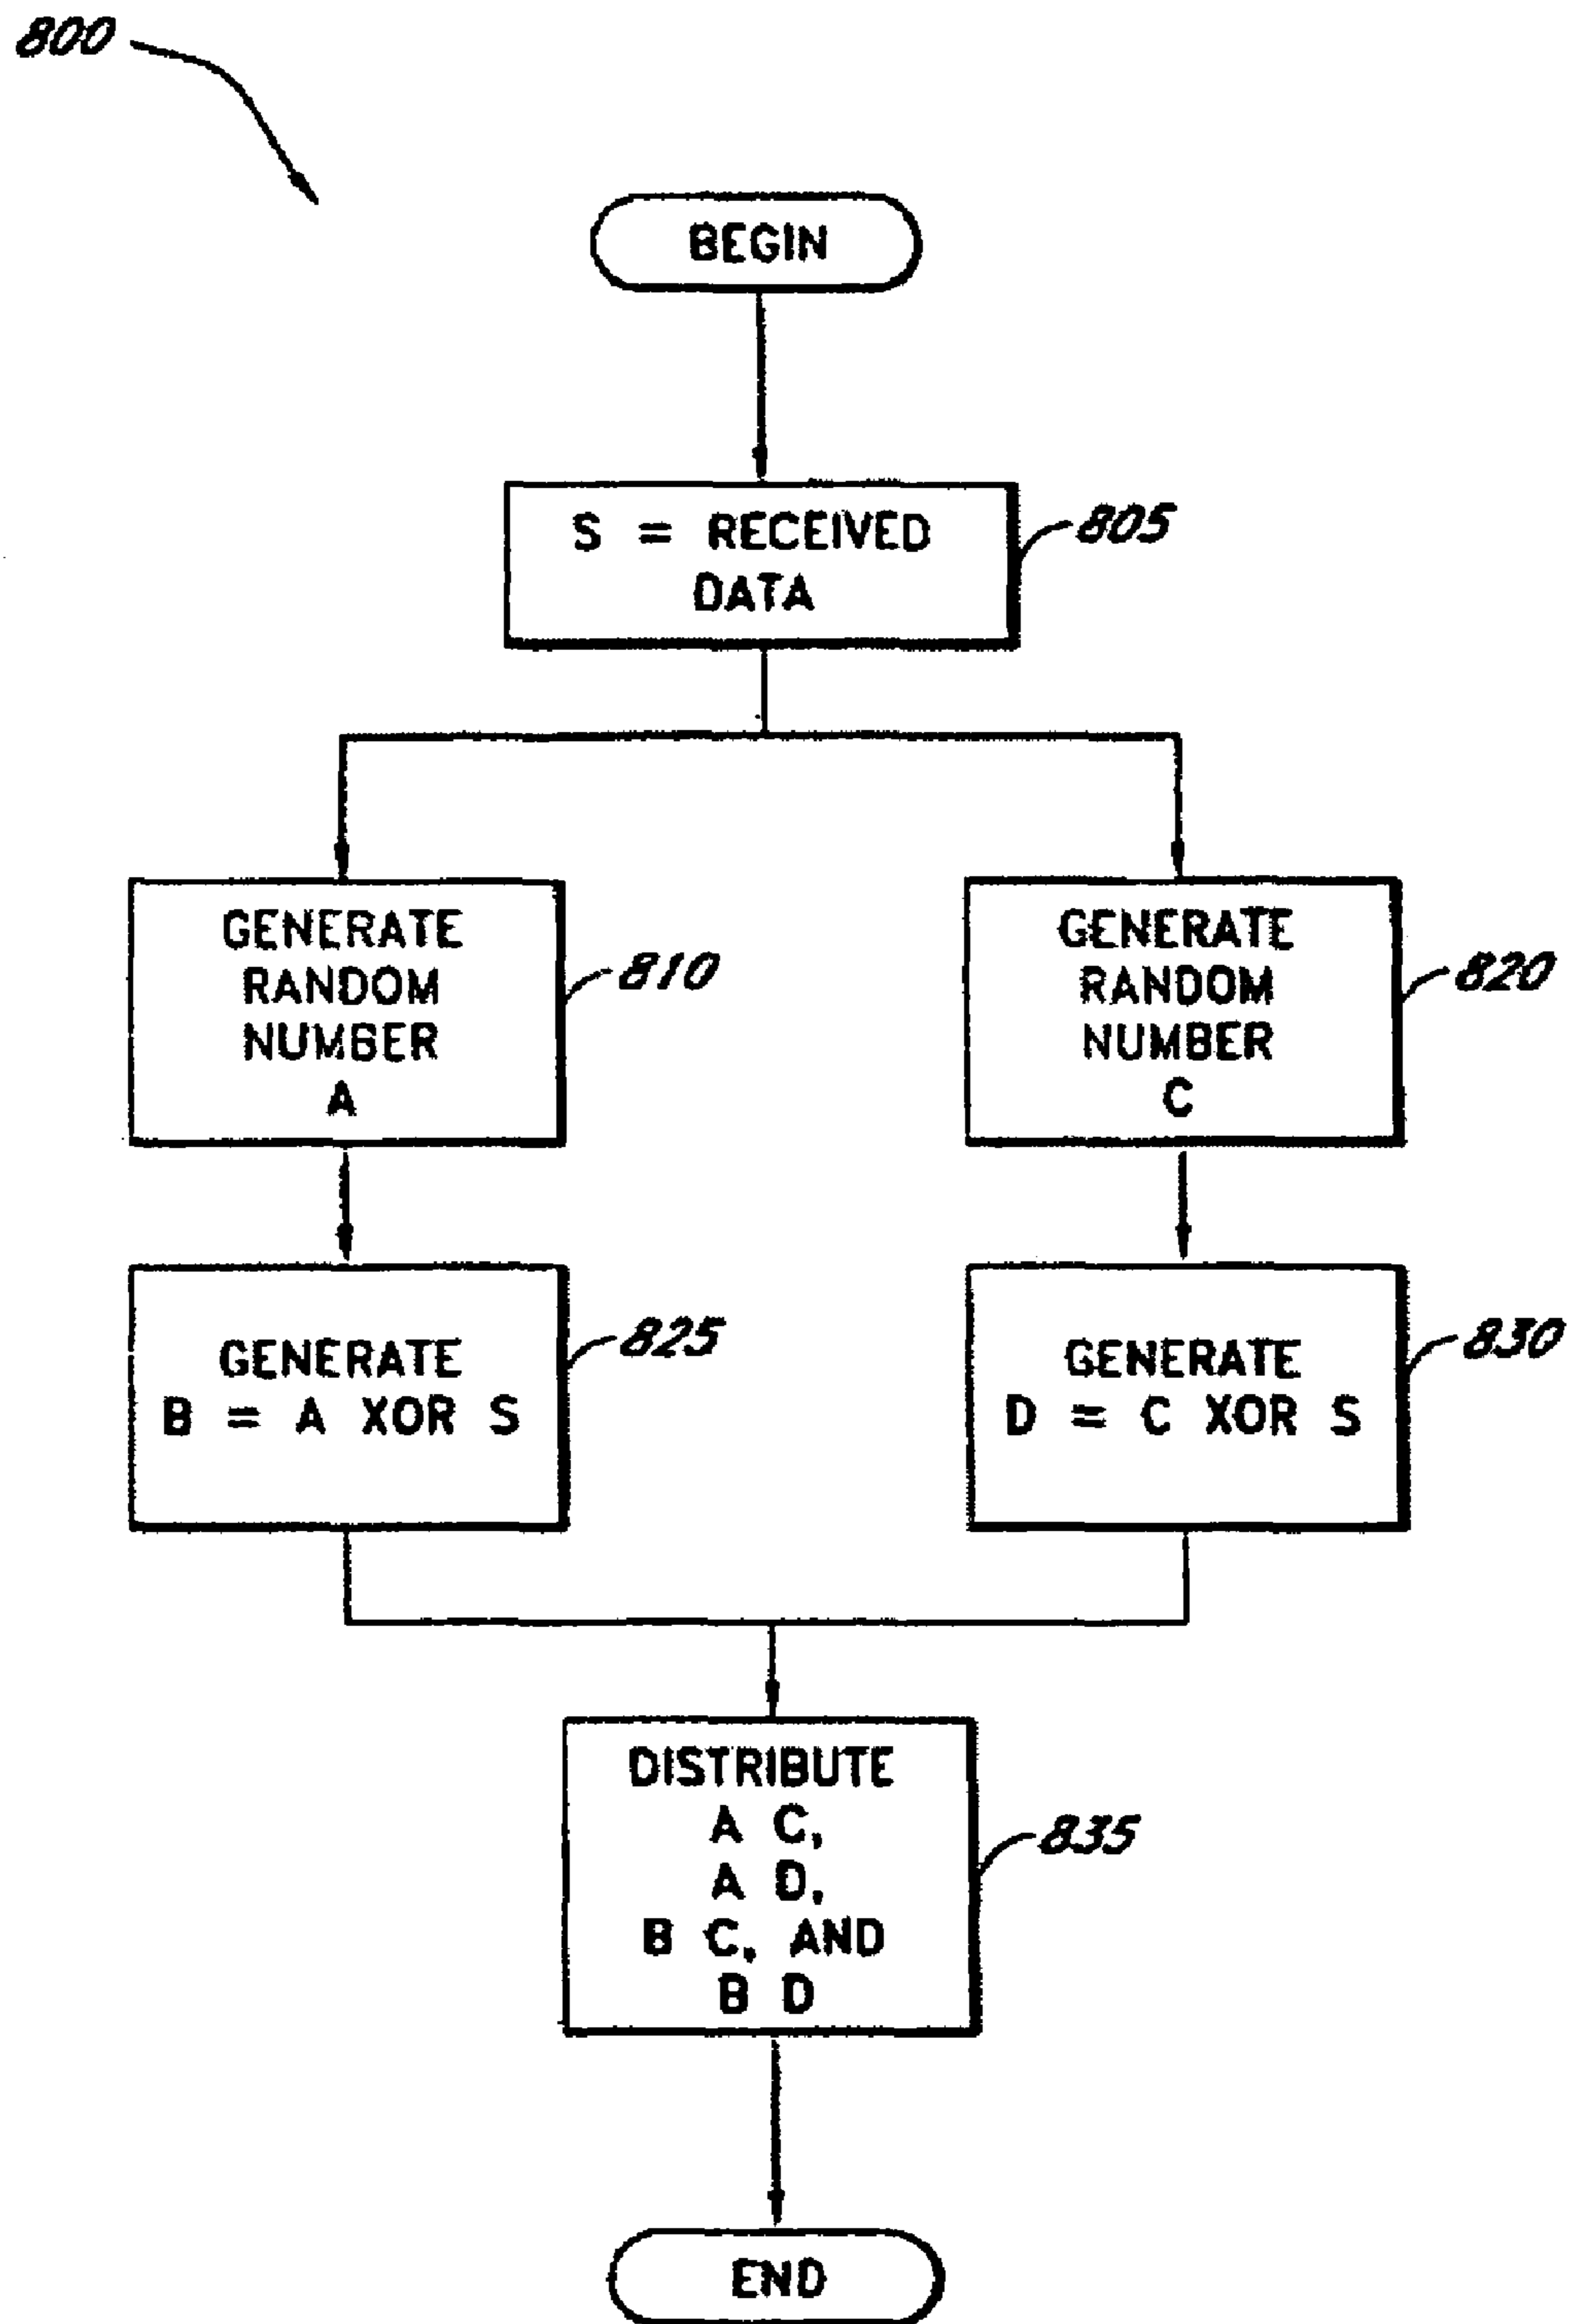 800
BEGIN
S = RECEIVED
DATA
805
GENERATE
RANDOM
NUMBER
A
810
GENERATE
RANDOM
NUMBER
C
820
GENERATE
B = A XOR S
825
GENERATE
D = C XOR S
830
DISTRIBUTE
A C,
A D,
B C, AND
B D
835
END